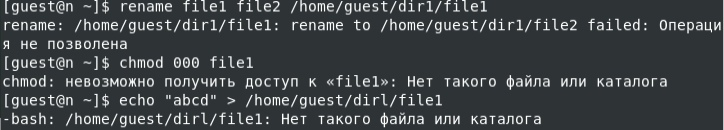 [guest@n ~]$ rename file1 file2 /home/guest/dir1/file1
rename: /home/guest/dir1/file1: rename to /home/guest/dir1/file2 failed: Операци
я не позволена
[guest@n ~]$ chmod 000 file1
chmod: невозможно получить доступ к «file1»: Нет такого файла или каталога
[guest@n ~]$ echo "abcd" > /home/guest/dirl/file1
-bash: /home/guest/dirl/file1: Нет такого файла или каталога